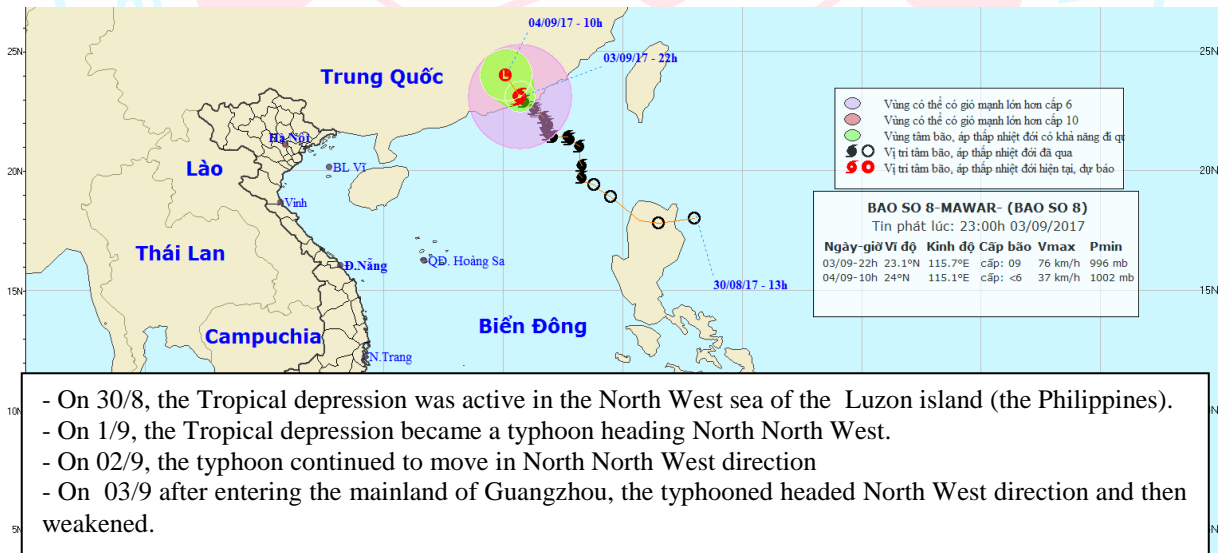 04/09/17 - 10h
03/09/17 - 22h
25N
25N
Trung Quốc
Vùng có thể có gió mạnh lớn hơn cấp 6
Vùng có thể có gió mạnh lớn hơn cấp 10
Vùng tâm bão, áp thấp nhiệt đới có khả năng đi qu
Vị trí tâm bão, áp thấp nhiệt đới đã qua
Vị trí tâm bão, áp thấp nhiệt đới hiện tại, dự báo
L
Hà Nội
Lào
BL Vĩ
20N
20N
Vinh
BAO SO 8-MAWAR- (BAO SO 8)
Tin phát lúc: 23:00h 03/09/2017
Ngày-giờ Vĩ độ Kinh độ Cấp bão Vmax Pmin
03/09-22h 23.1°N 115.7°E cấp: 09 76 km/h 996 mb
04/09-10h 24°N 115.1°E cấp: <6 37 km/h 1002 mb
Thái Lan
Đ.Nẵng
QĐ. Hoàng Sa
30/08/17 - 13h
15N
15N
Campuchia
Biển Đông
N.Trang
10N
10N
- On 30/8, the Tropical depression was active in the North West sea of the Luzon island (the Philippines).
- On 1/9, the Tropical depression became a typhoon heading North North West.
- On 02/9, the typhoon continued to move in North North West direction
- On 03/9 after entering the mainland of Guangzhou, the typhooned headed North West direction and then
weakened.
5N
5N